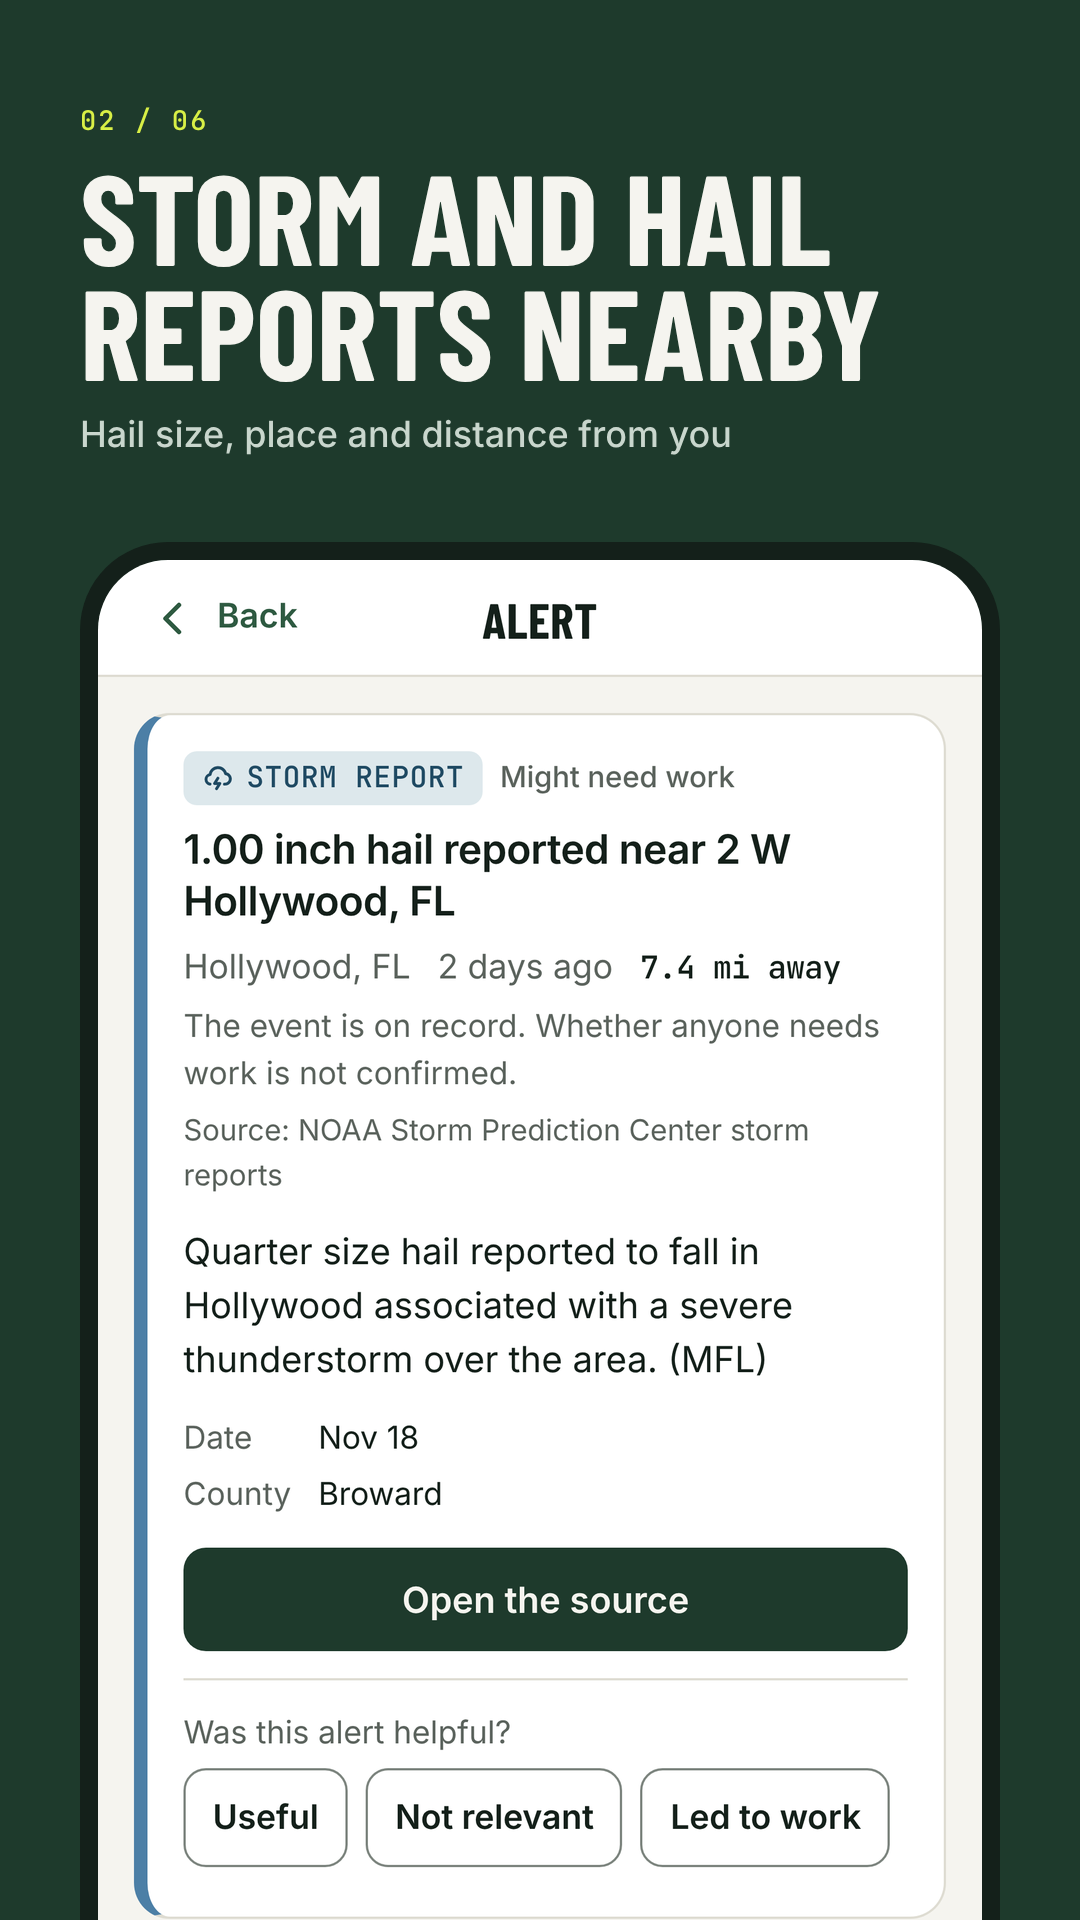 02 / 06
STORM AND HAIL
REPORTS NEARBY
Hail size, place and distance from you
Back
ALERT
STORM REPORT
Might need work
1.00 inch hail reported near 2 W
Hollywood, FL
Hollywood, FL 2 days ago 7.4 mi away
The event is on record. Whether anyone needs
work is not confirmed.
Source: NOAA Storm Prediction Center storm
reports
Quarter size hail reported to fall in
Hollywood associated with a severe
thunderstorm over the area. (MFL)
Date Nov 18
County Broward
Open the source
Was this alert helpful?
Useful
Not relevant
Led to work